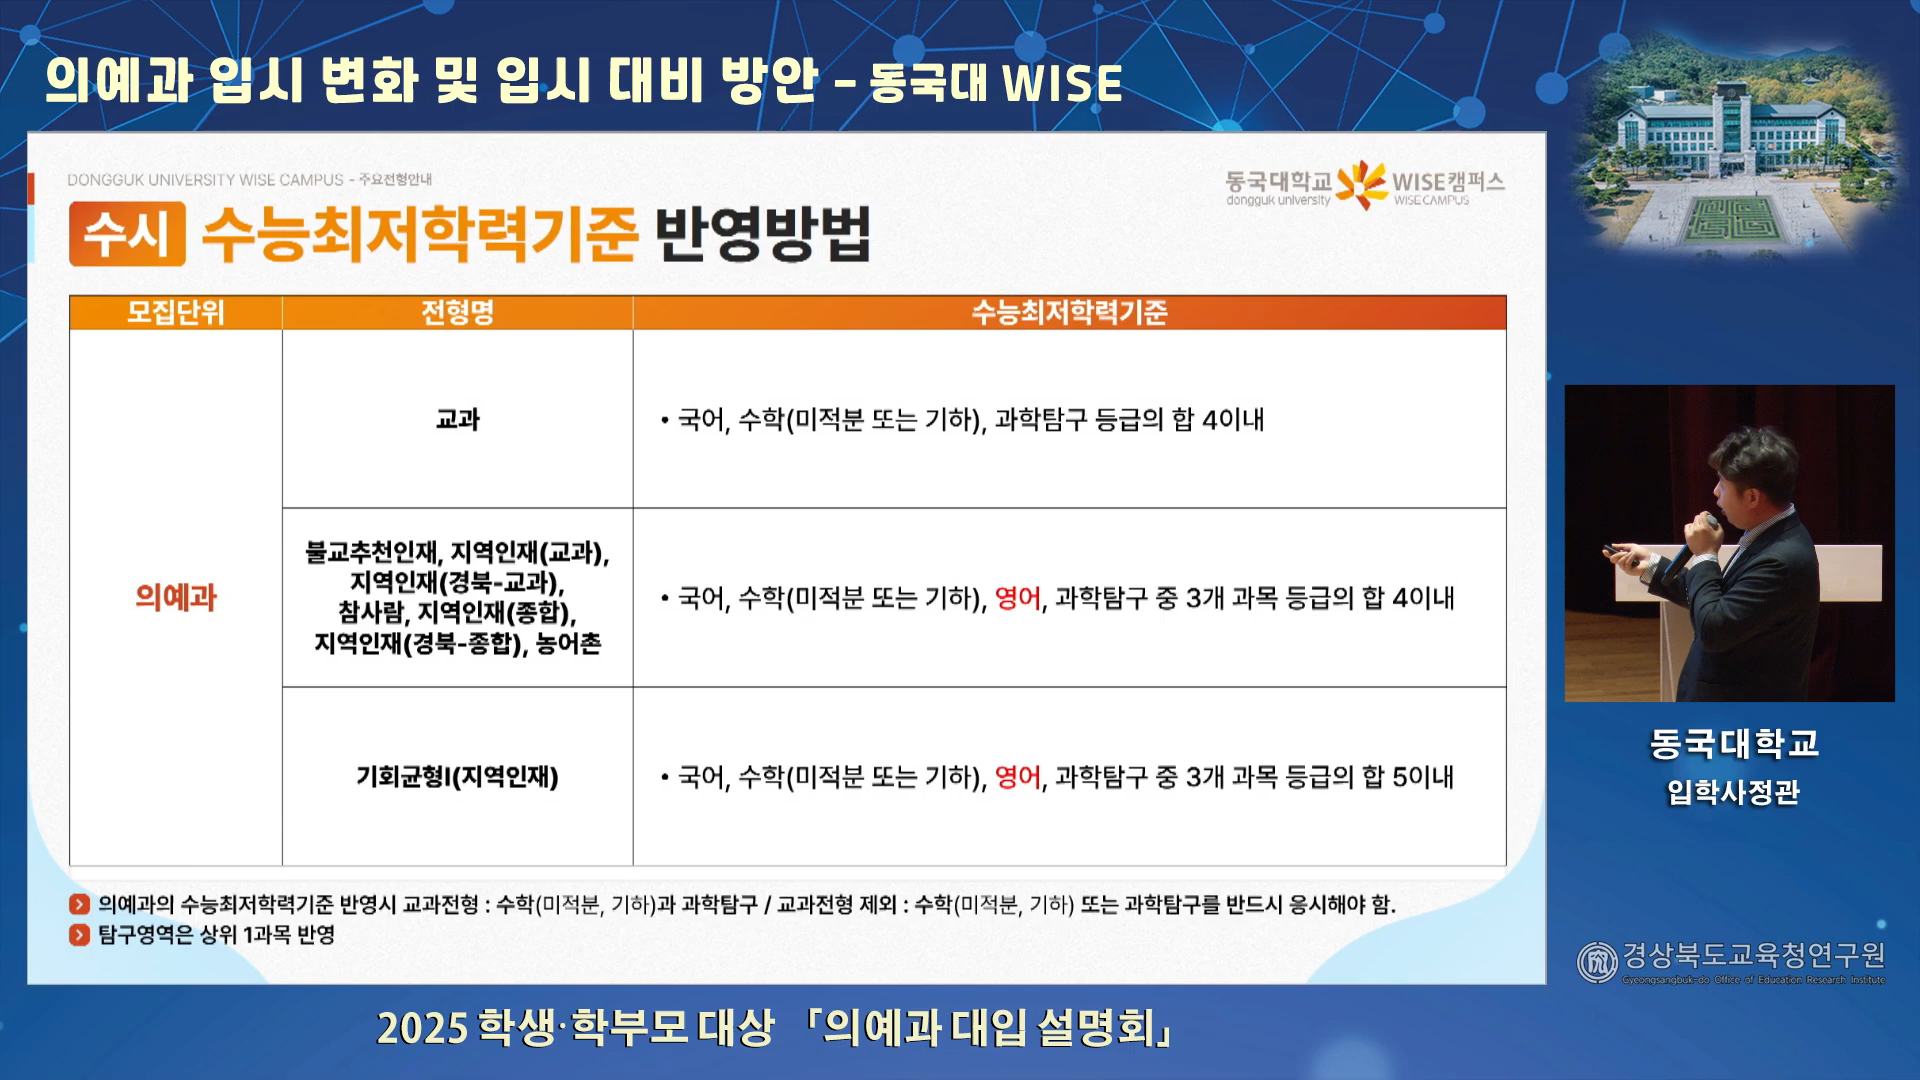 의예과 입시 변화 및 입시 대비 방안 – 동국대 WISE
DONGGUK UNIVERSITY WISE CAMPUS - 주요전형안내
동국대학교 WISE캠퍼스
dongguk university WISE CAMPUS
수시 수능최저학력기준 반영방법
모집단위 전형명 수능최저학력기준
의예과
교과
• 국어, 수학(미적분 또는 기하), 과학탐구 등급의 합 4이내
불교추천인재, 지역인재(교과),
지역인재(경북-교과),
참사람, 지역인재(종합),
지역인재(경북-종합), 농어촌
• 국어, 수학(미적분 또는 기하), 영어, 과학탐구 중 3개 과목 등급의 합 4이내
기회균형I(지역인재)
• 국어, 수학(미적분 또는 기하), 영어, 과학탐구 중 3개 과목 등급의 합 5이내
의예과의 수능최저학력기준 반영시 교과전형 : 수학(미적분, 기하)과 과학탐구 / 교과전형 제외 : 수학(미적분, 기하) 또는 과학탐구를 반드시 응시해야 함.
탐구영역은 상위 1과목 반영
동국대학교
입학사정관
경상북도교육청연구원
Gyeongsangbuk-do Office of Education Research Institute
2025 학생·학부모 대상 「의예과 대입 설명회」